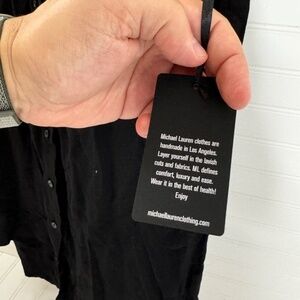 Michael Lauren clothes are
handmade in Los Angeles.
Layer yourself in the lavish
cuts and fabrics. ML defines
comfort, luxury and ease.
Wear it in the best of health!
Enjoy
michaellaurenclothing.com